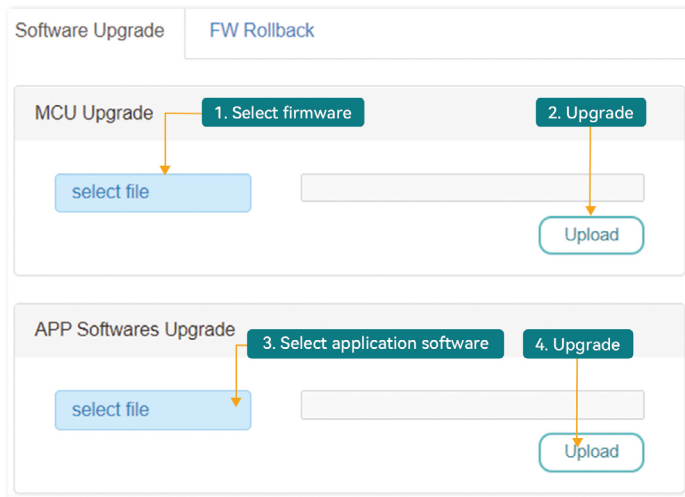 Software Upgrade
FW Rollback
MCU Upgrade
1. Select firmware
2. Upgrade
select file
Upload
APP Softwares Upgrade
3. Select application software
4. Upgrade
select file
Upload